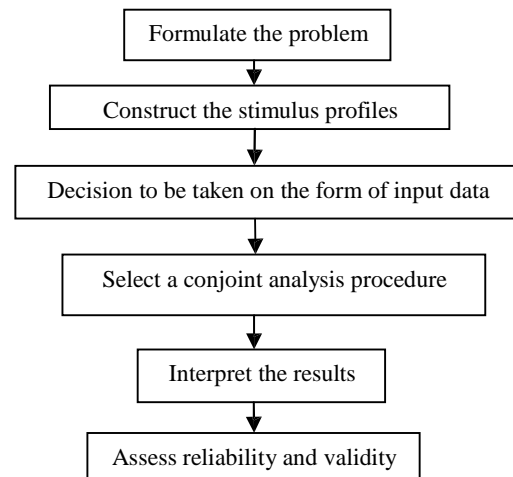 Formulate the problem
Construct the stimulus profiles
Decision to be taken on the form of input data
Select a conjoint analysis procedure
Interpret the results
Assess reliability and validity